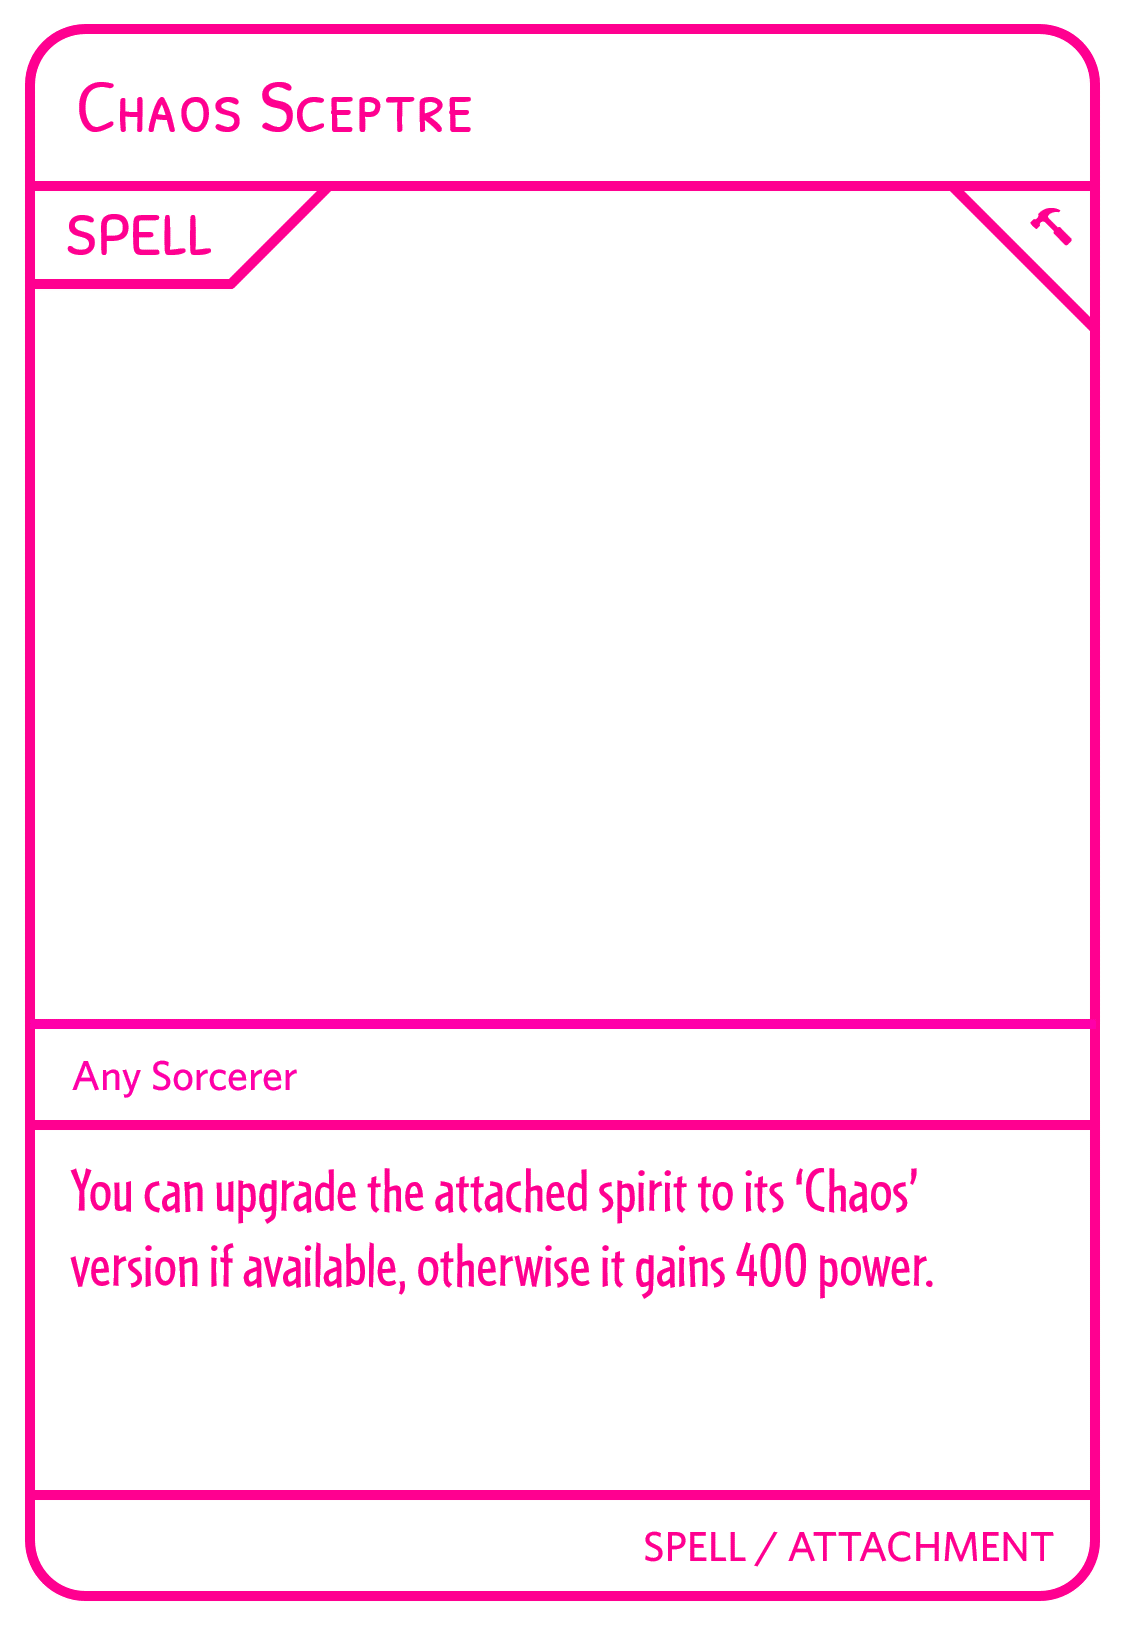 Chaos Sceptre
SPELL
Any Sorcerer
You can upgrade the attached spirit to its ‘Chaos’
version if available, otherwise it gains 400 power.
SPELL / ATTACHMENT